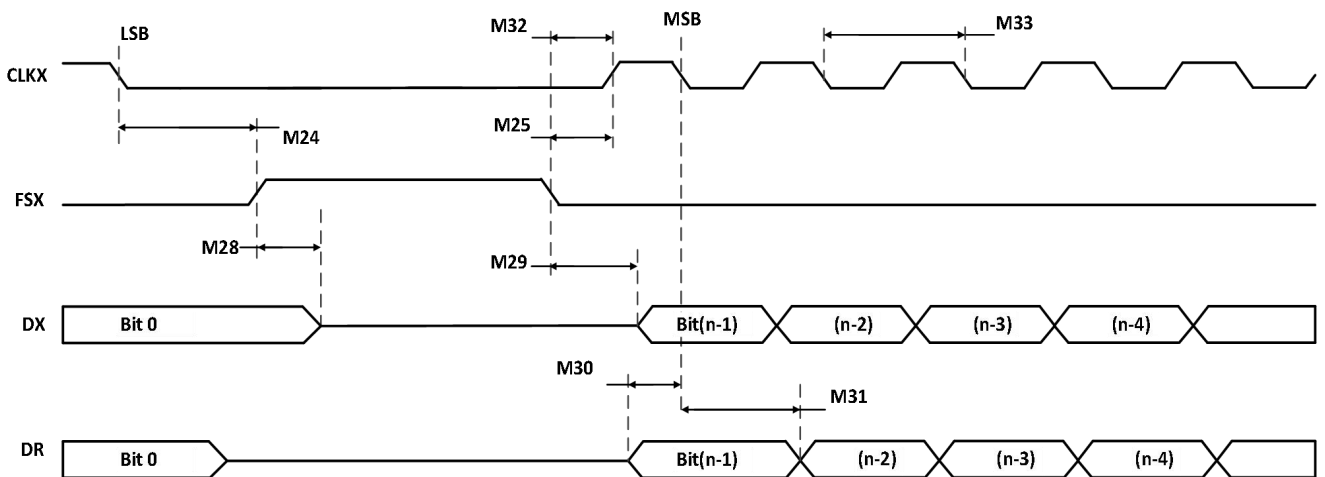 LSB
M32
MSB
M33
CLKX
M24
M25
FSX
M28
M29
DX
Bit 0
Bit(n-1)
(n-2)
(n-3)
(n-4)
M30
M31
DR
Bit 0
Bit(n-1)
(n-2)
(n-3)
(n-4)